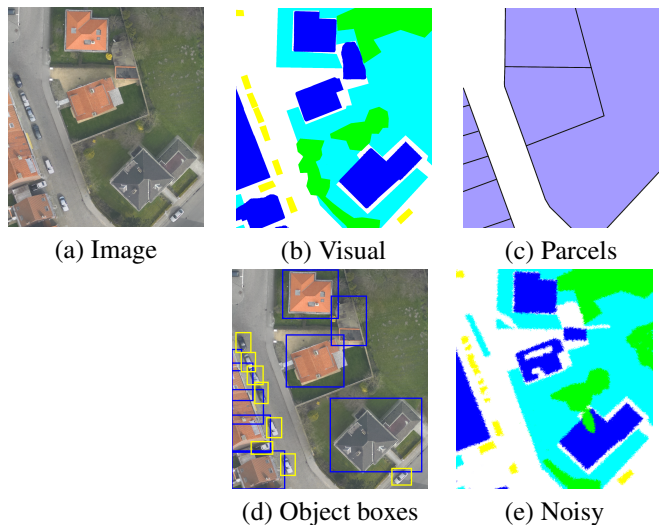 (a) Image
(b) Visual
(c) Parcels
(d) Object boxes
(e) Noisy